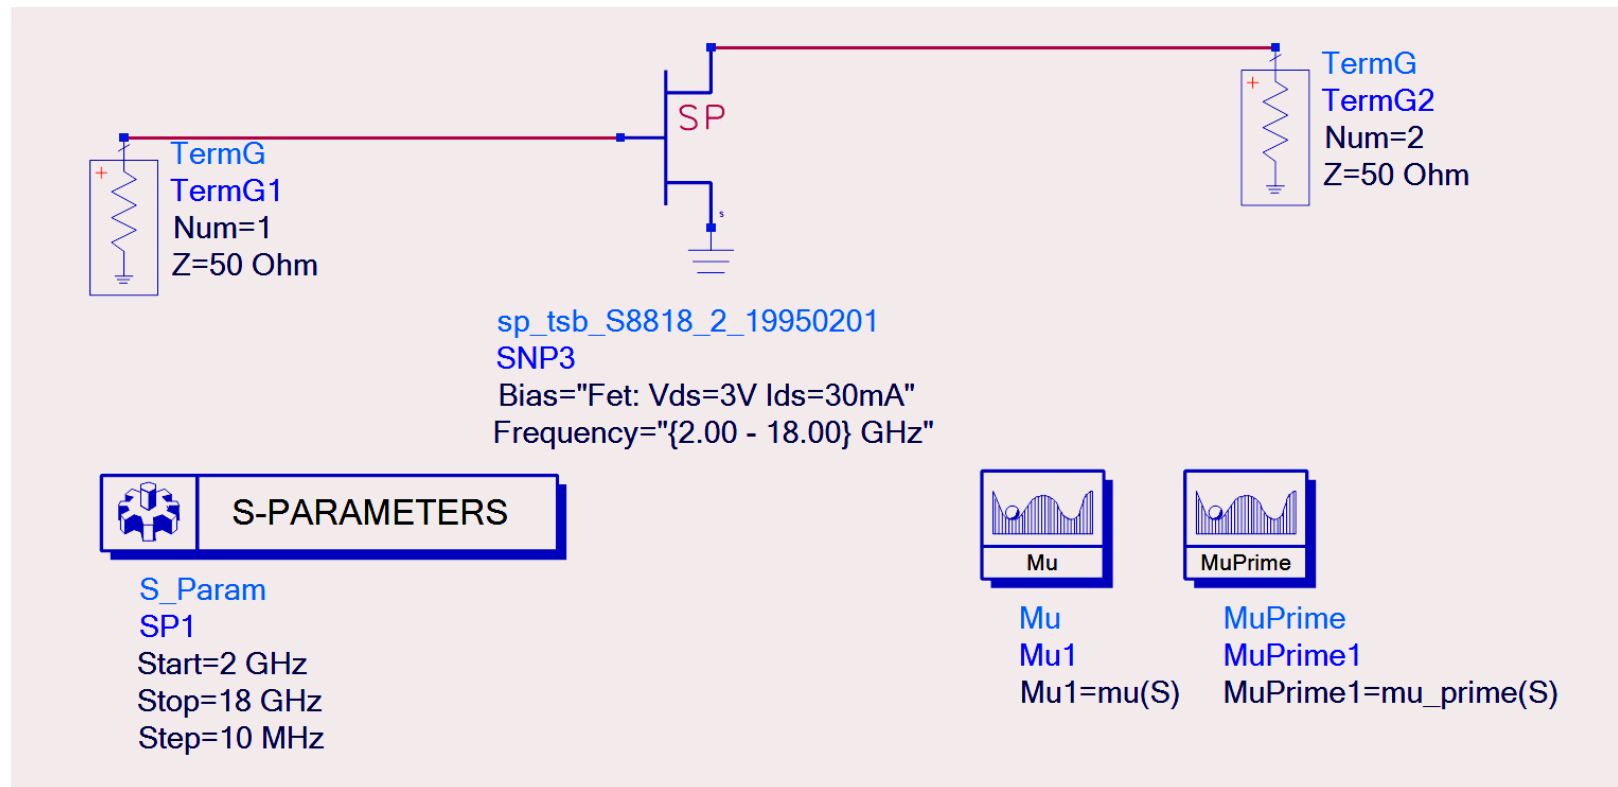 TermG
TermG2
Num=2
Z=50 Ohm
+
SP
TermG
TermG1
Num=1
Z=50 Ohm
+
s
sp_tsb_S8818_2_19950201
SNP3
Bias="Fet: Vds=3V Ids=30mA"
Frequency="{2.00 - 18.00} GHz"
S-PARAMETERS
S_Param
SP1
Start=2 GHz
Stop=18 GHz
Step=10 MHz
Mu
Mu
Mu1
Mu1=mu(S)
MuPrime
MuPrime
MuPrime1
MuPrime1=mu_prime(S)